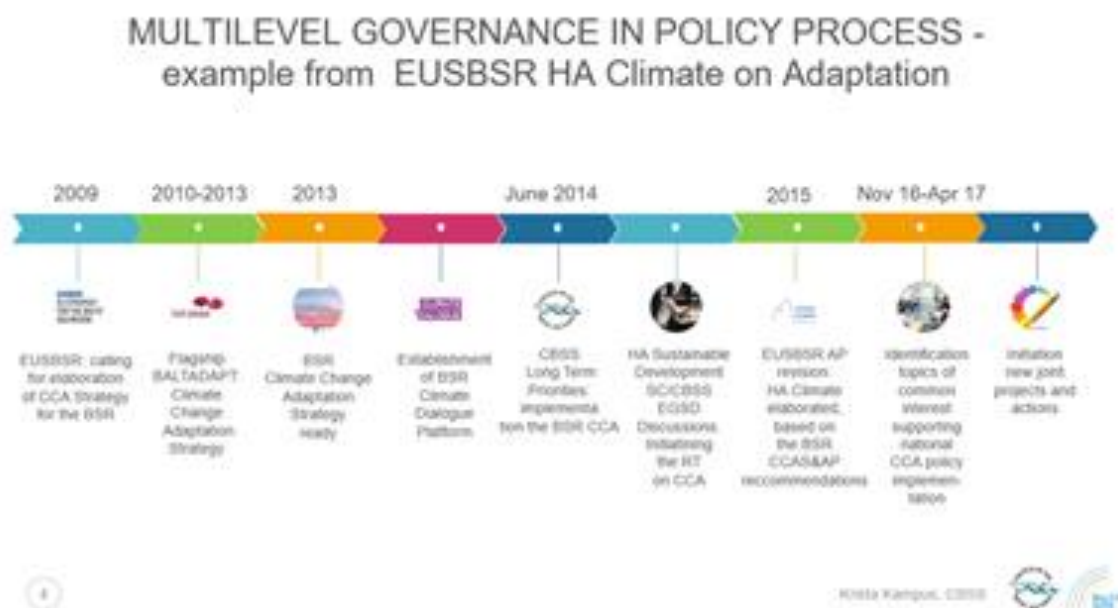 MULTILEVEL GOVERNANCE IN POLICY PROCESS -
example from EUSBSR HA Climate on Adaptation
2009
2010-2013
2013
June 2014
2015
Nov 16-Apr 17
EUSBSR: calling
for elaboration
of CCA Strategy
for the BSR
Flagship
BALTADAPT
Climate
Change
Adaptation
Strategy
BSR
Climate Change
Adaptation
Strategy
ready
Establishment
of BSR
Climate
Dialogue
Platform
CBSS
Long Term
Priorities:
implementa
tion the BSR CCA
HA Sustainable
Development
SC/CBSS
EGSD
Discussions.
Initiatining
the RT
on CCA
EUSBSR AP
revision:
HA Climate
elaborated,
based on
the BSR
CCAS&AP
reccommendations
Identification
topics of
common
interest
supporting
national
CCA policy
implemen-
tation
Initiation
new joint
projects and
actions
Krista Kampus, CBSS